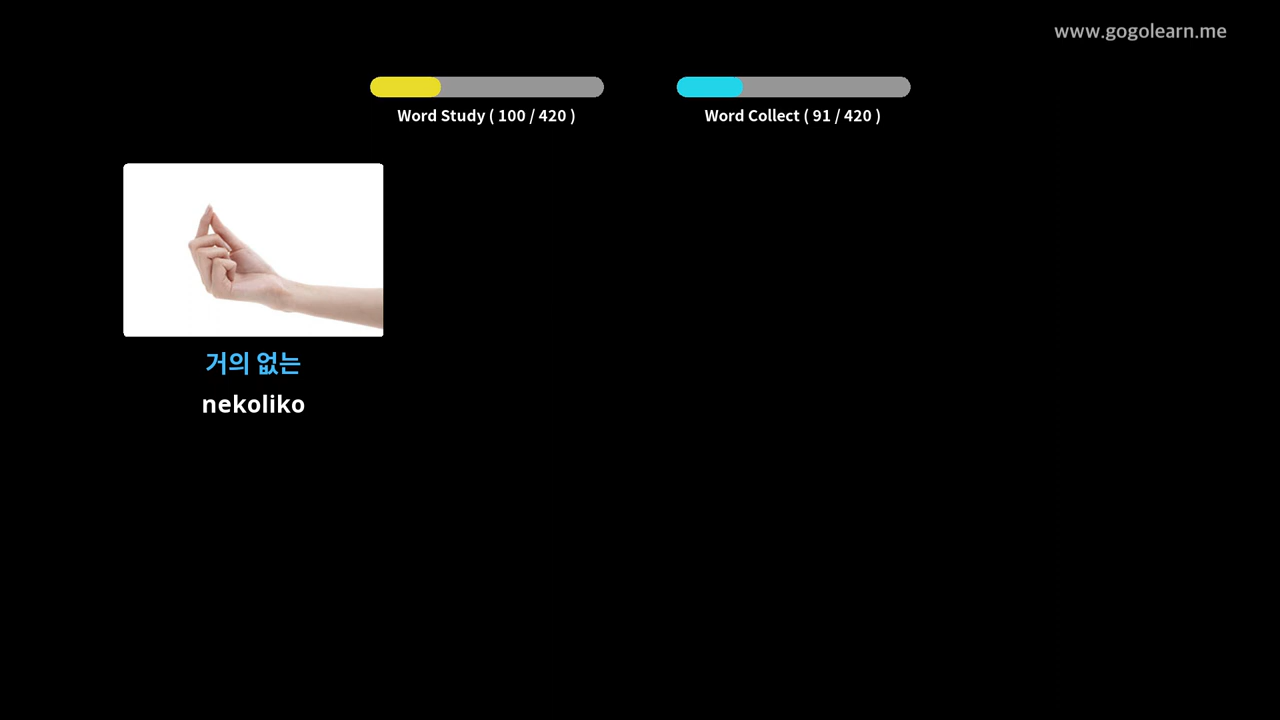 www.gogolearn.me
Word Study ( 100 / 420 )
Word Collect ( 91 / 420 )
거의 없는
nekoliko